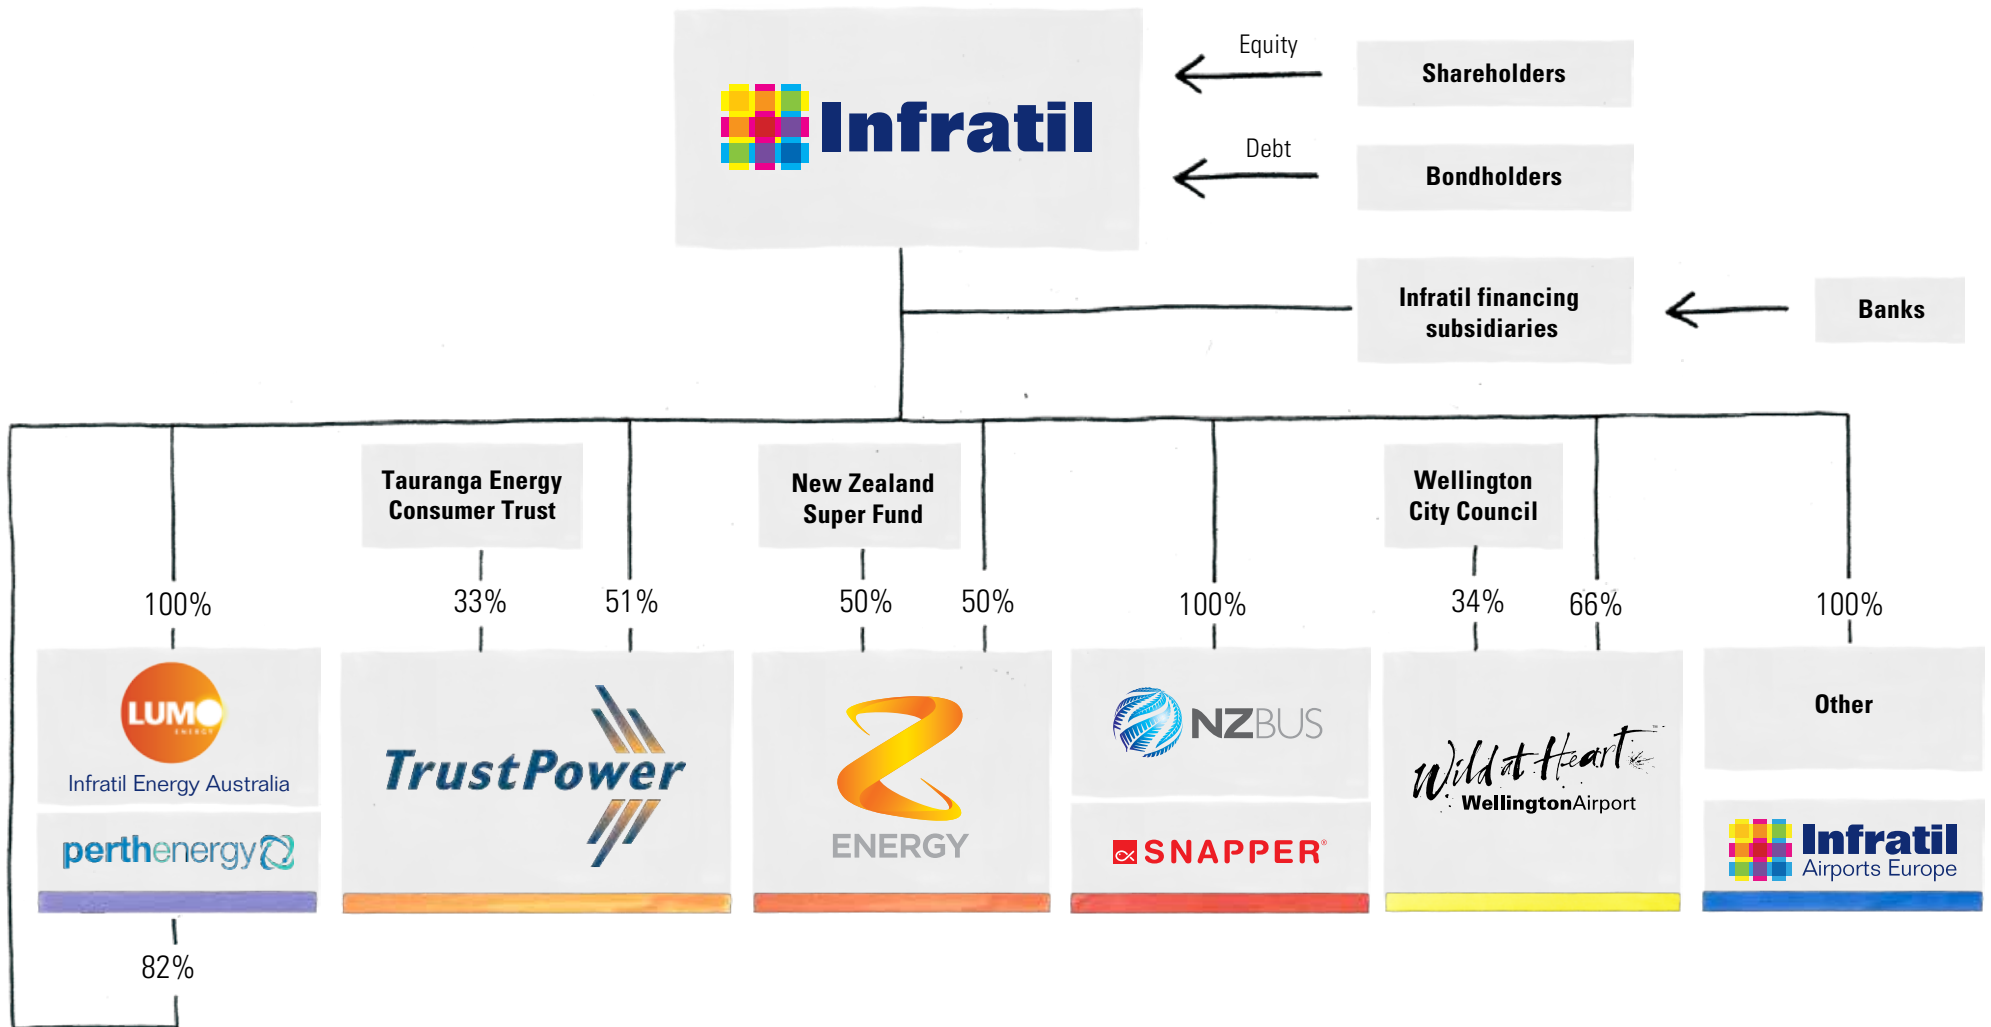 Infratil
Equity
Shareholders
Debt
Bondholders
Infratil financing
subsidiaries
Banks
Tauranga Energy
Consumer Trust
New Zealand
Super Fund
Wellington
City Council
100%
33%
51%
50%
50%
100%
34%
66%
100%
LUMO
ENERGY
Infratil Energy Australia
perthenergy
TrustPower
Z
ENERGY
NZBUS
SNAPPER®
Wild at Heart™
WellingtonAirport
Other
Infratil
Airports Europe
82%